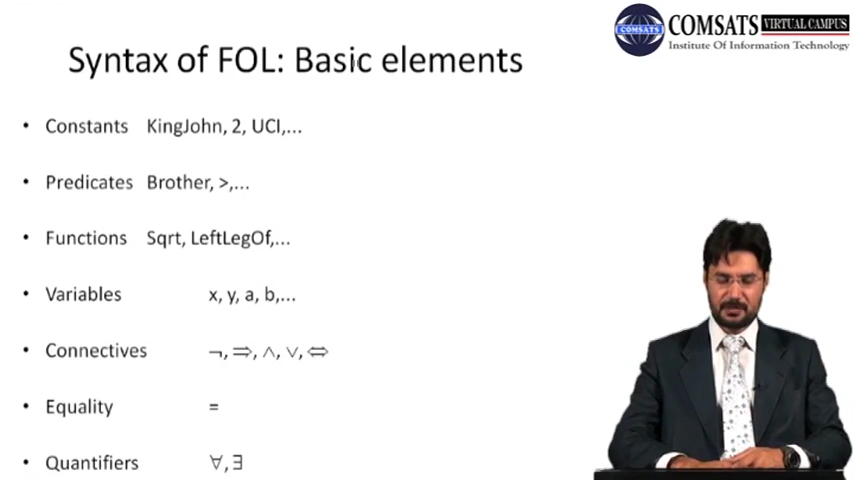 COMSATS VIRTUAL CAMPUS
COMSATS
Institute Of Information Technology
Syntax of FOL: Basic elements
• Constants KingJohn, 2, UCI,...
• Predicates Brother, >,...
• Functions Sqrt, LeftLegOf,...
• Variables x, y, a, b,...
• Connectives ¬, ⇒, ∧, ∨, ⇔
• Equality =
• Quantifiers ∀, ∃